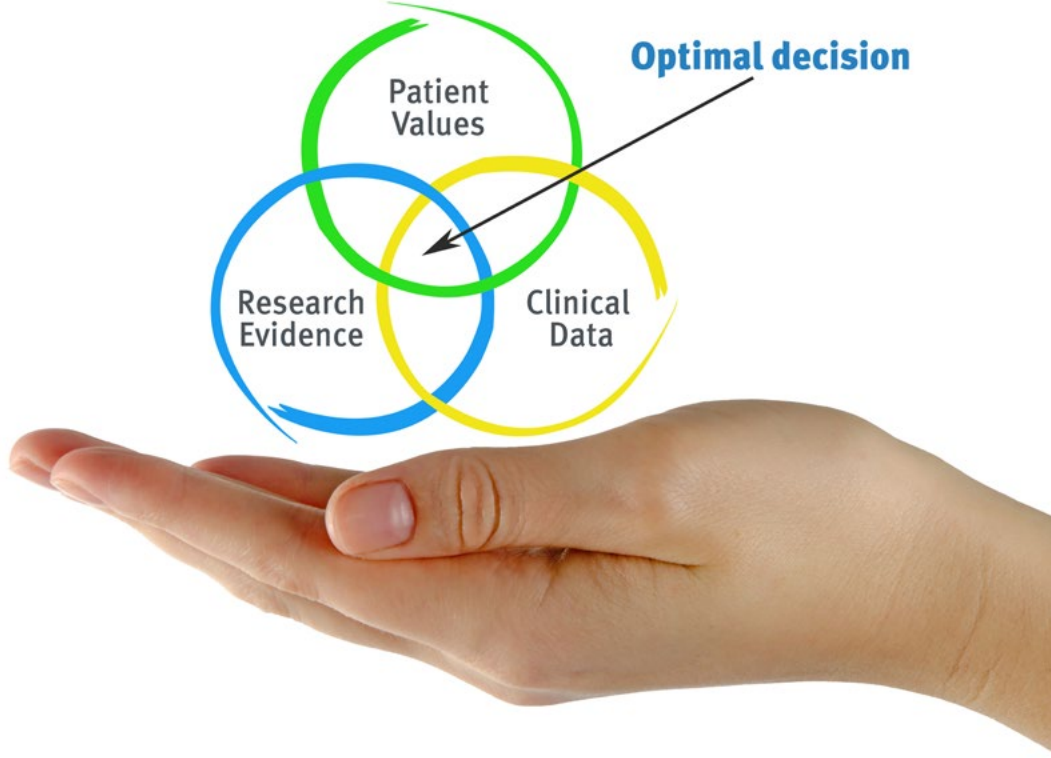 Optimal decision
Patient
Values
Research
Evidence
Clinical
Data